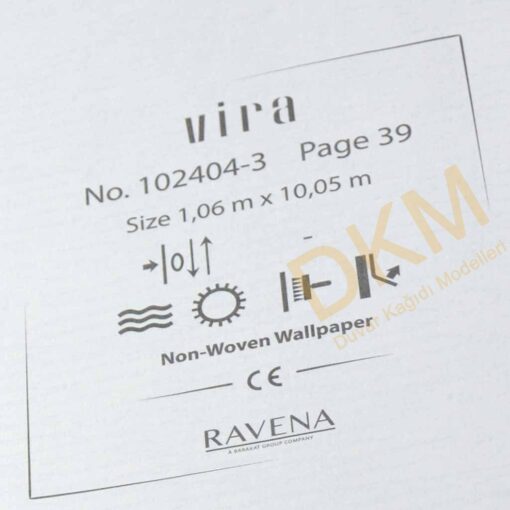 vira
No. 102404-3 Page 39
Size 1,06 m x 10,05 m
Non-Woven Wallpaper
CE
RAVENA
A BARAKAT GROUP COMPANY
DKM
Duvar Kağıdı Modelleri